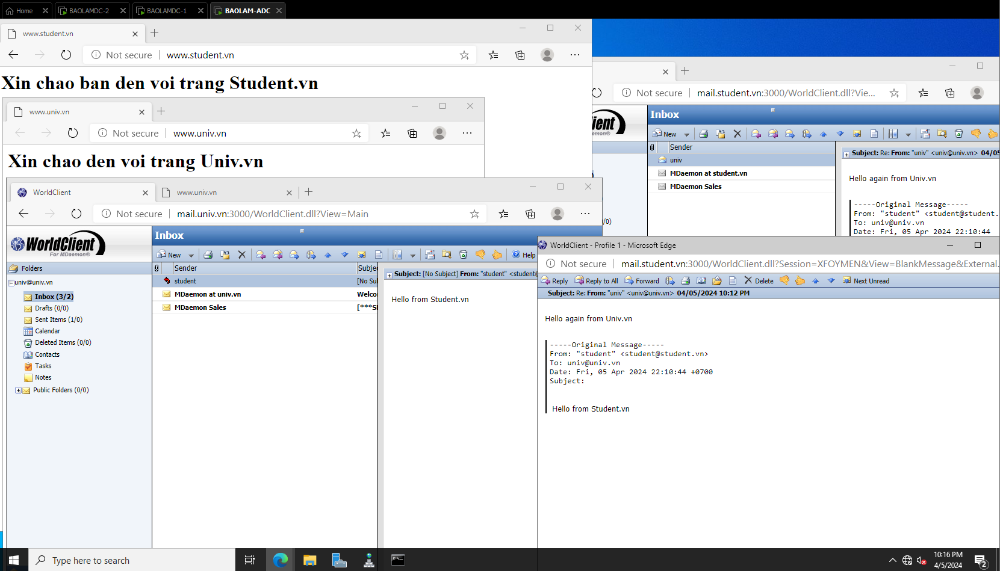 Home
BAOLAMDC-2
BAOLAMDC-1
BAOLAM-ADC
www.student.vn
Not secure
www.student.vn
Xin chao ban den voi trang Student.vn
www.univ.vn
Not secure
www.univ.vn
Xin chao den voi trang Univ.vn
Not secure
mail.student.vn:3000/WorldClient.dll?Vie...
Inbox
New
Sender
univ
MDaemon at student.vn
MDaemon Sales
Subject: Re: From: "univ" <univ@univ.vn> 04/05
Hello again from Univ.vn
-----Original Message-----
From: "student" <student@student.
To: univ@univ.vn
Date: Fri, 05 Apr 2024 22:10:44
WorldClient
www.univ.vn
Not secure
mail.univ.vn:3000/WorldClient.dll?View=Main
WorldClient
For MDaemon®
Inbox
New
Help
Folders
univ@univ.vn
Inbox (3/2)
Drafts (0/0)
Sent Items (1/0)
Calendar
Deleted Items (0/0)
Contacts
Tasks
Notes
Public Folders (0/0)
Sender
Subje
student
[No Sul
MDaemon at univ.vn
Welco
MDaemon Sales
Subject: [No Subject] From: "student" <student@
Hello from Student.vn
WorldClient - Profile 1 - Microsoft Edge
Not secure
mail.student.vn:3000/WorldClient.dll?Session=XFOYMEN&View=BlankMessage&External.
Reply
Reply to All
Forward
Delete
Next Unread
Subject: Re: From: "univ" <univ@univ.vn> 04/05/2024 10:12 PM
Hello again from Univ.vn
-----Original Message-----
From: "student" <student@student.vn>
To: univ@univ.vn
Date: Fri, 05 Apr 2024 22:10:44 +0700
Subject:
Hello from Student.vn
Type here to search
10:16 PM
4/5/2024
2